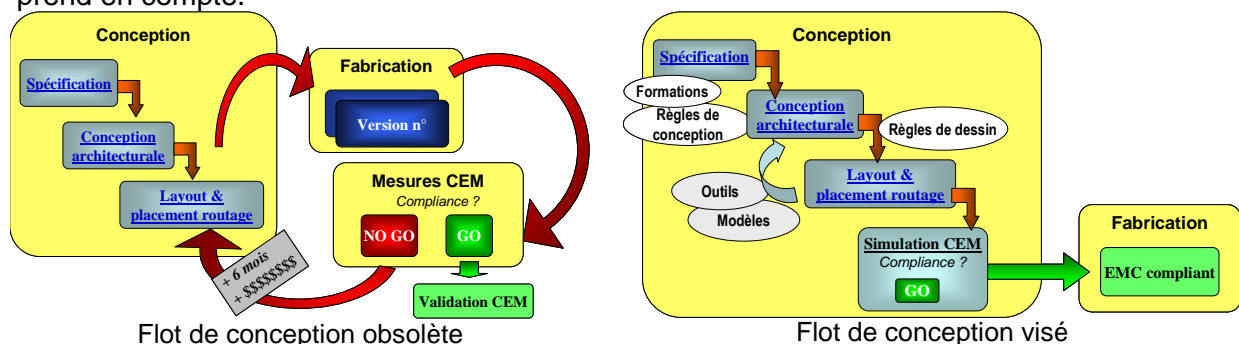 prend en compte.
Conception
Spécification
Conception
architecturale
Layout &
placement routage
Fabrication
Version n°
Mesures CEM
Compliance ?
NO GO
GO
Validation CEM
+ 6 mois
+ $$$$$$$$
Flot de conception obsolète
Conception
Spécification
Formations
Règles de
conception
Conception
architecturale
Règles de dessin
Outils
Modèles
Layout &
placement routage
Simulation CEM
Compliance ?
GO
Fabrication
EMC compliant
Flot de conception visé